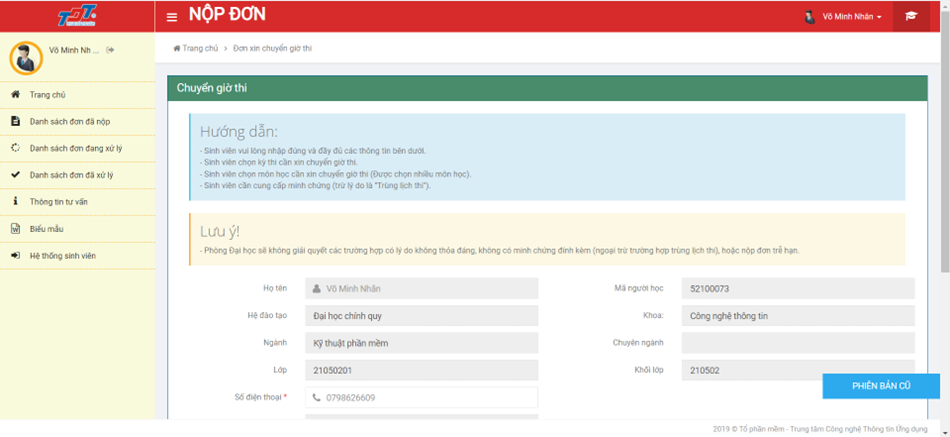 TDT
NỘP ĐƠN
Võ Minh Nhân
Võ Minh Nh ...
Trang chủ
Danh sách đơn đã nộp
Danh sách đơn đang xử lý
Danh sách đơn đã xử lý
Thông tin tư vấn
Biểu mẫu
Hệ thống sinh viên
Trang chủ > Đơn xin chuyển giờ thi
Chuyển giờ thi
Hướng dẫn:
- Sinh viên vui lòng nhập đúng và đầy đủ các thông tin bên dưới.
- Sinh viên chọn kỳ thi cần xin chuyển giờ thi.
- Sinh viên chọn môn học cần xin chuyển giờ thi (Được chọn nhiều môn học).
- Sinh viên cần cung cấp minh chứng (trừ lý do là "Trùng lịch thi").
Lưu ý!
- Phòng Đại học sẽ không giải quyết các trường hợp có lý do không thỏa đáng, không có minh chứng đính kèm (ngoại trừ trường hợp trùng lịch thi), hoặc nộp đơn trễ hạn.
Họ tên Võ Minh Nhân Mã người học 52100073
Hệ đào tạo Đại học chính quy Khoa: Công nghệ thông tin
Ngành Kỹ thuật phần mềm Chuyên ngành
Lớp 21050201 Khối lớp 210502
Số điện thoại * 0798626609
PHIÊN BẢN CŨ
2019 © Tổ phần mềm - Trung tâm Công nghệ Thông tin Ứng dụng